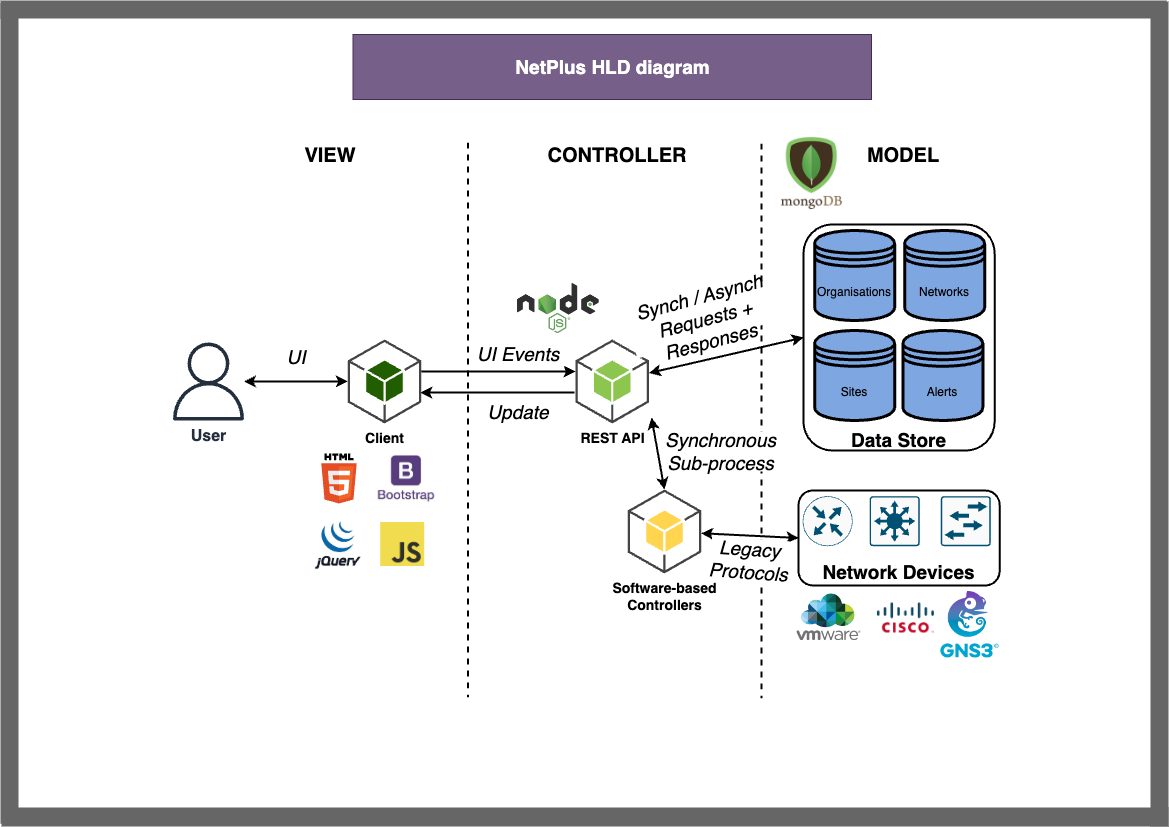 NetPlus HLD diagram
VIEW
CONTROLLER
MODEL
mongoDB
Organisations
Networks
Sites
Alerts
Data Store
node
JS
Synch / Asynch
Requests +
Responses
UI
UI Events
Update
User
Client
REST API
HTML
5
B
Bootstrap
jQuery
JS
Synchronous
Sub-process
Software-based
Controllers
Legacy
Protocols
Network Devices
vmware
CISCO
GNS3